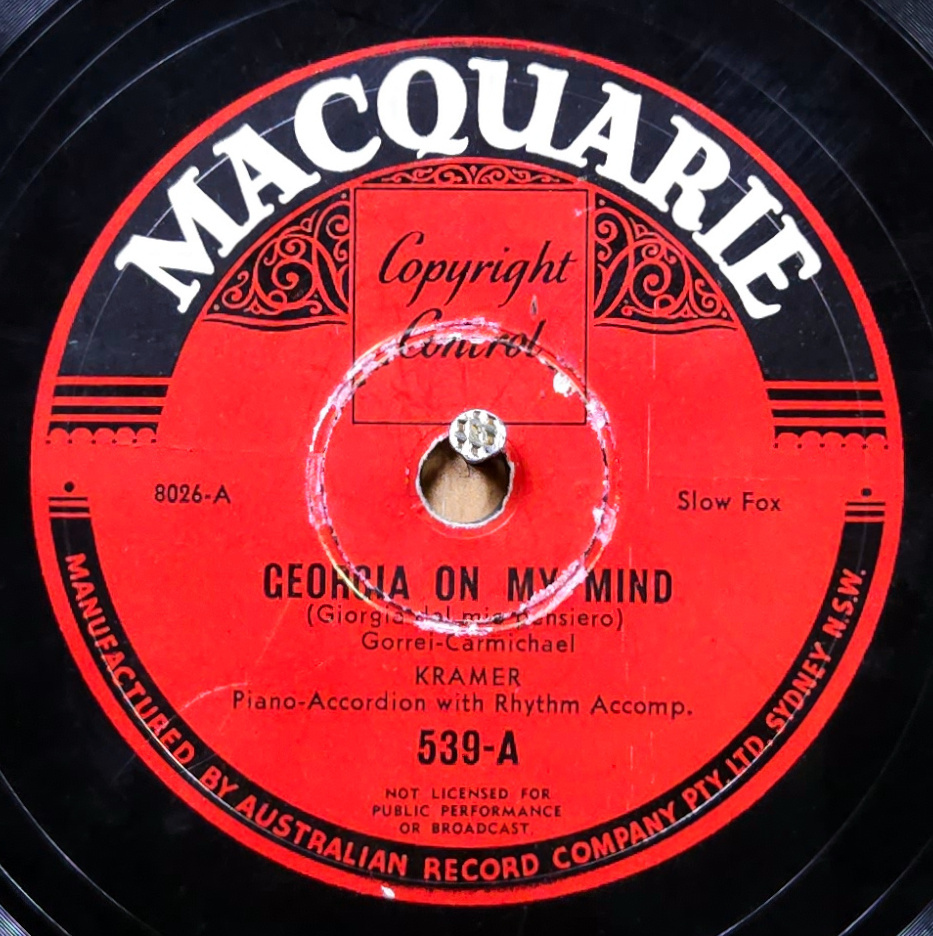 MACQUARIE
Copyright
Control
8026-A
Slow Fox
GEORGIA ON MY MIND
(Giorgia dal mio pensiero)
Gorrei-Carmichael
KRAMER
Piano-Accordion with Rhythm Accomp.
539-A
NOT LICENSED FOR
PUBLIC PERFORMANCE
OR BROADCAST.
MANUFACTURED BY AUSTRALIAN RECORD COMPANY PTY. LTD. SYDNEY N.S.W.